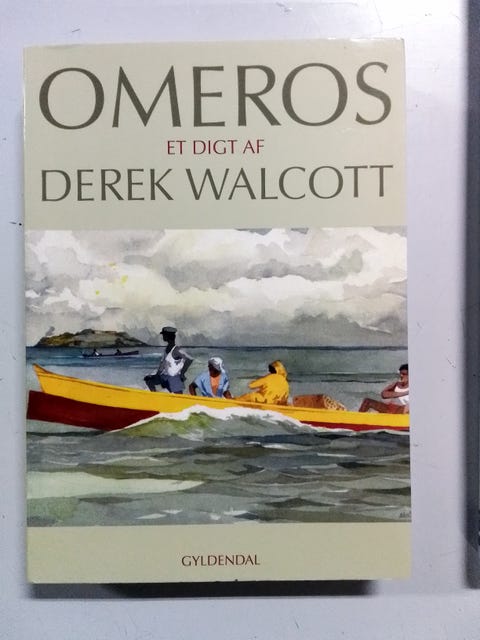 OMEROS
ET DIGT AF
DEREK WALCOTT
GYLDENDAL